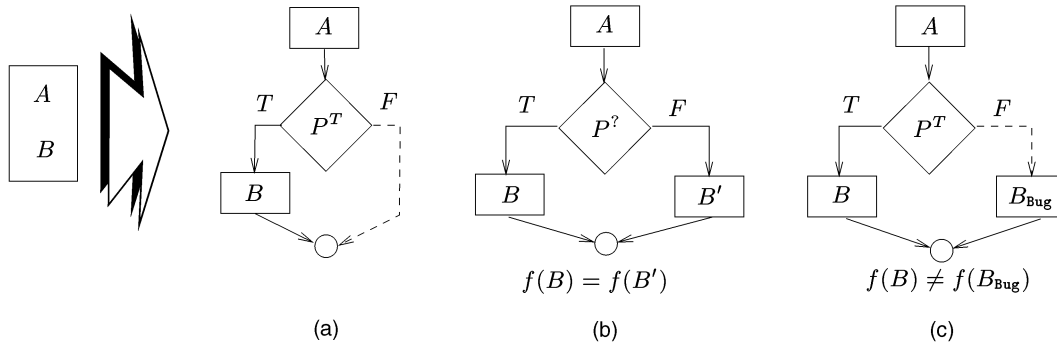 A
B
A
T
P^T
F
B
(a)
A
T
P^?
F
B
B′
f(B) = f(B′)
(b)
A
T
P^T
F
B
B_Bug
f(B) ≠ f(B_Bug)
(c)